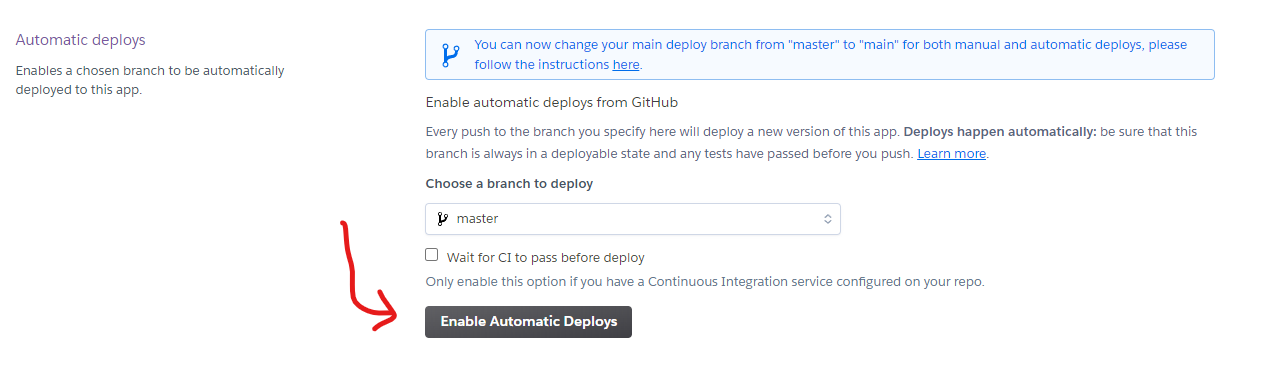 Automatic deploys
Enables a chosen branch to be automatically
deployed to this app.
You can now change your main deploy branch from "master" to "main" for both manual and automatic deploys, please
follow the instructions here.
Enable automatic deploys from GitHub
Every push to the branch you specify here will deploy a new version of this app. Deploys happen automatically: be sure that this
branch is always in a deployable state and any tests have passed before you push. Learn more.
Choose a branch to deploy
master
Wait for CI to pass before deploy
Only enable this option if you have a Continuous Integration service configured on your repo.
Enable Automatic Deploys